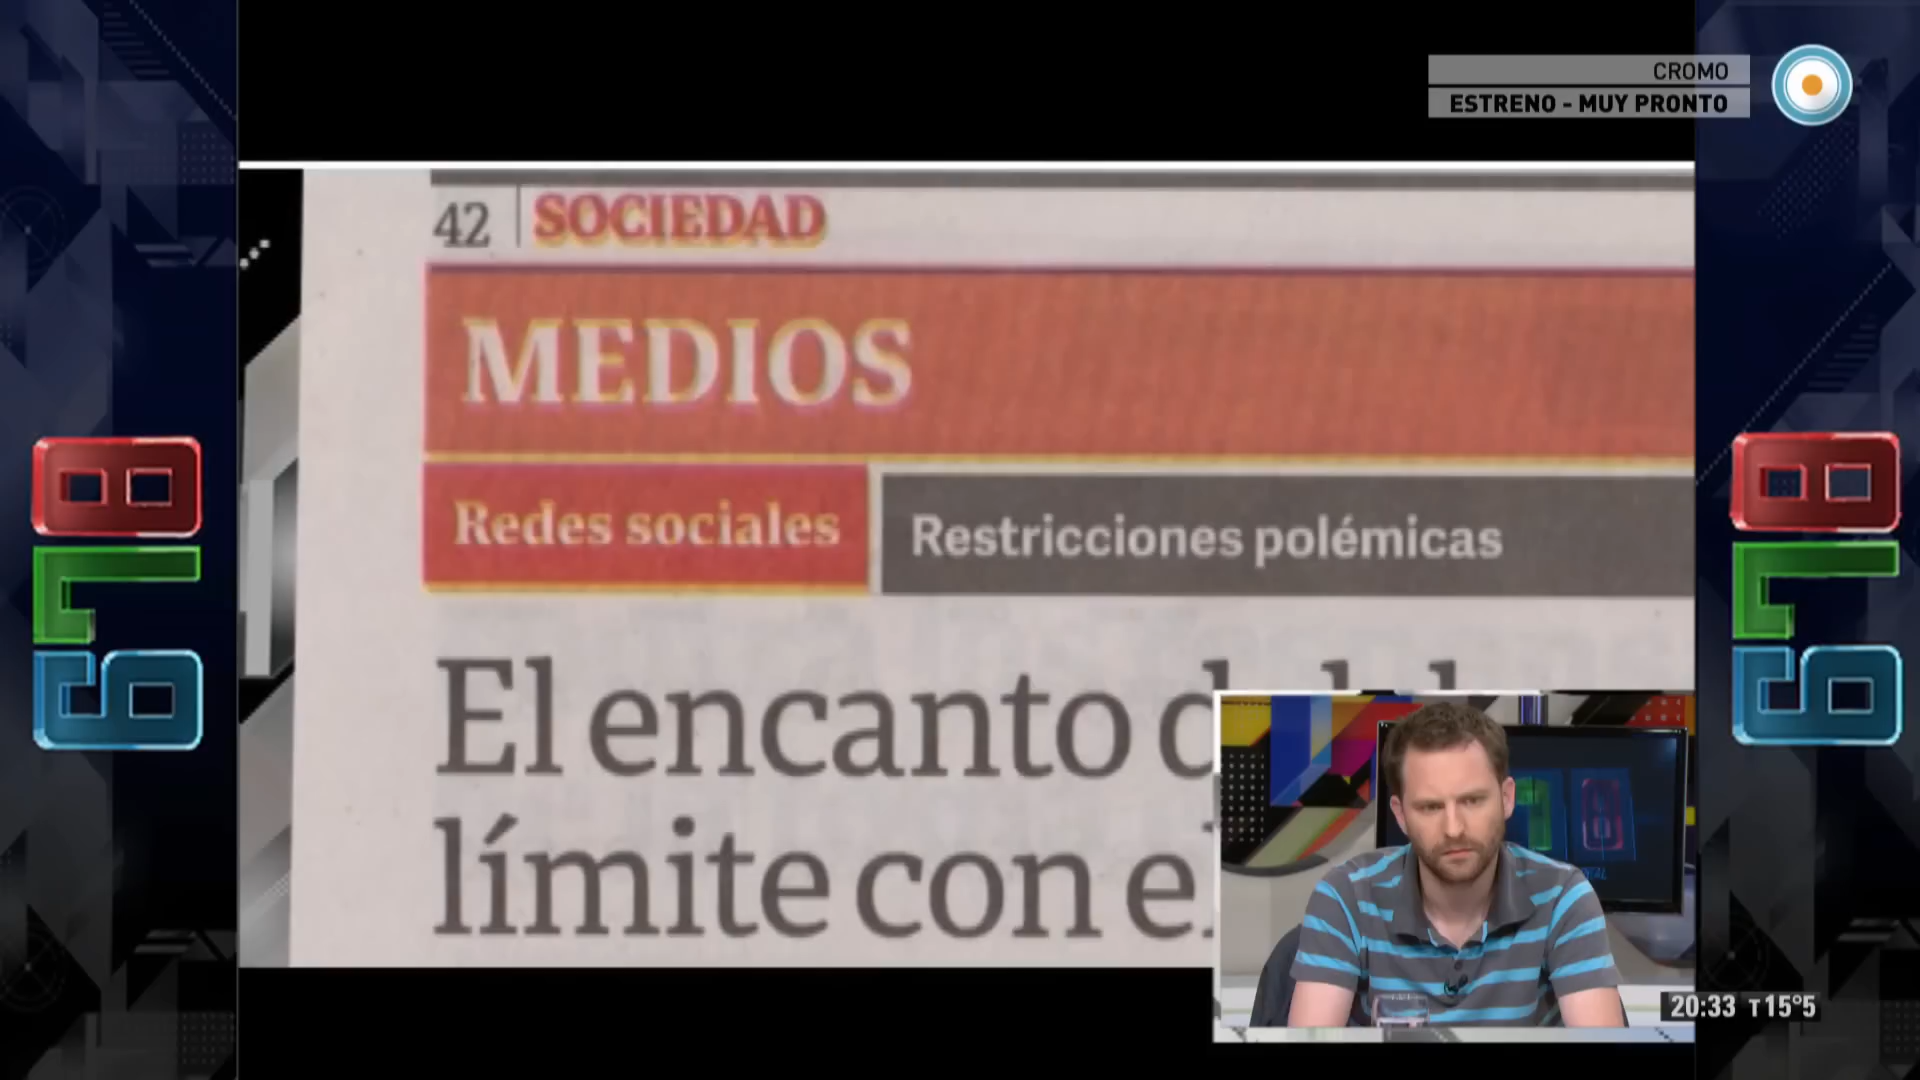 CROMO
ESTRENO - MUY PRONTO
42 SOCIEDAD
MEDIOS
Redes sociales
Restricciones polémicas
El encanto
límite con
678
678
20:33 T15°5